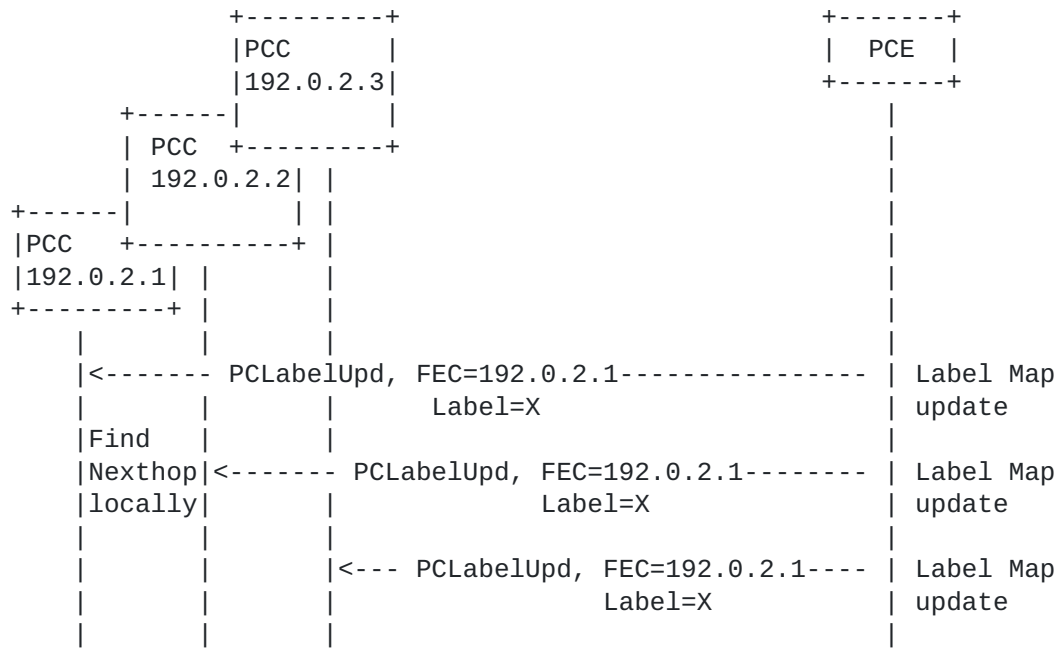 PCC
192.0.2.3
PCE
PCC
192.0.2.2
PCC
192.0.2.1
PCLabelUpd, FEC=192.0.2.1 Label Map
Label=X update
Find
Nexthop PCLabelUpd, FEC=192.0.2.1 Label Map
locally Label=X update
PCLabelUpd, FEC=192.0.2.1 Label Map
Label=X update